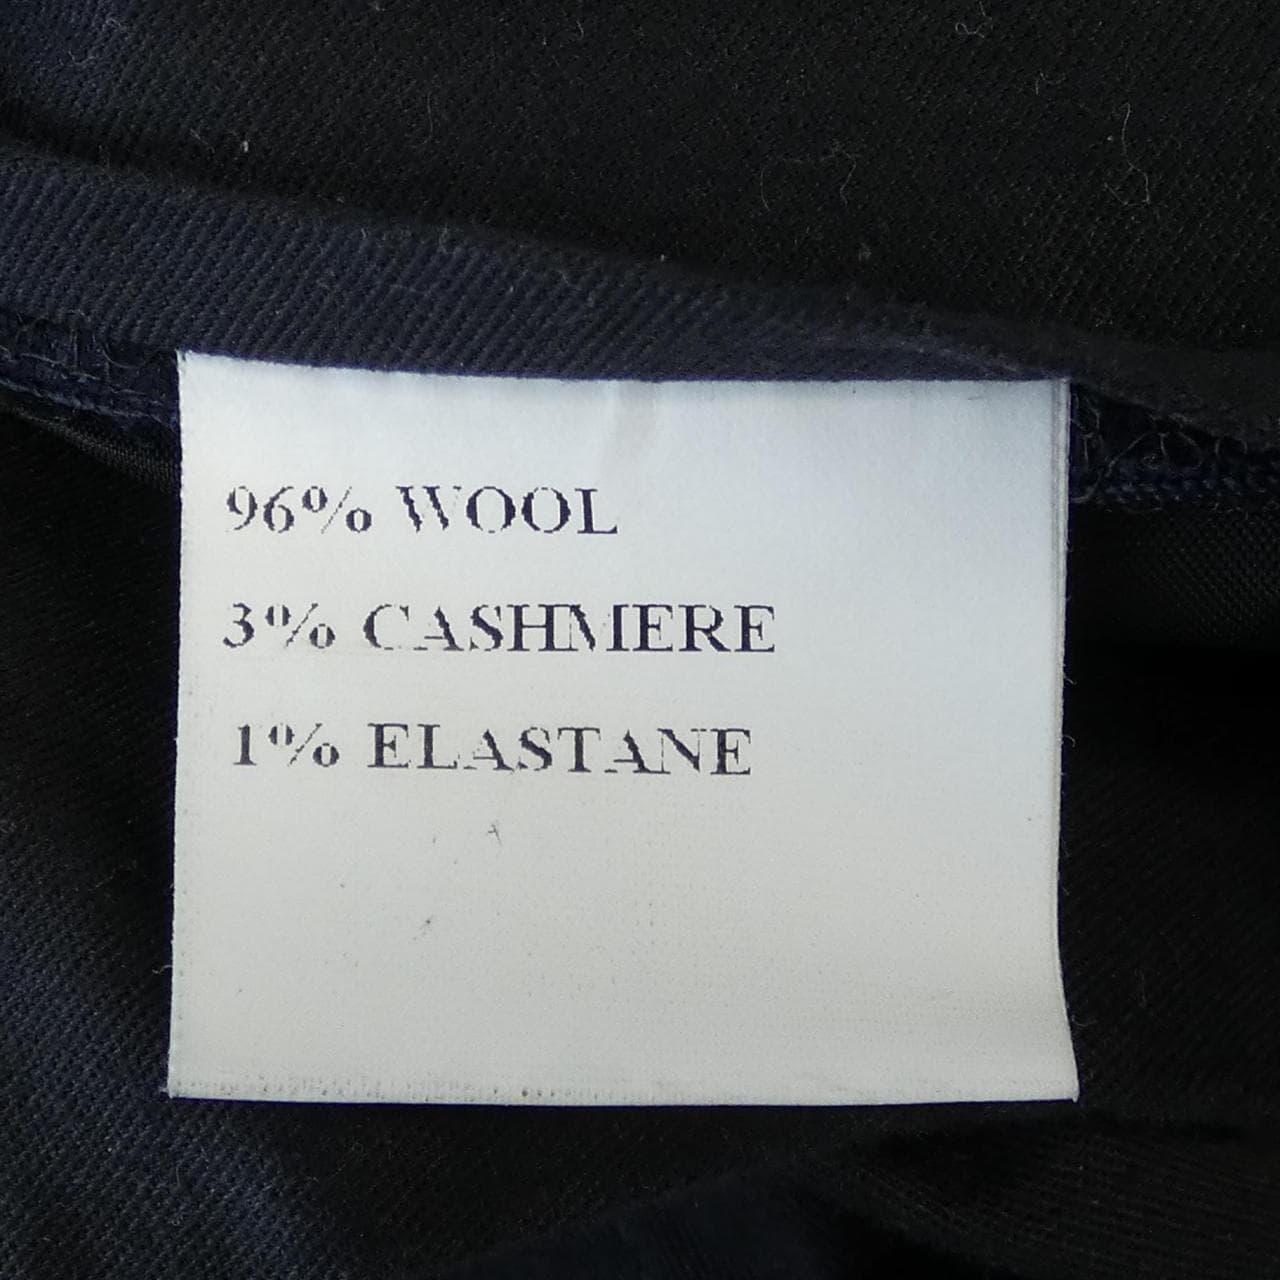 96% WOOL
3% CASHMERE
1% ELASTANE